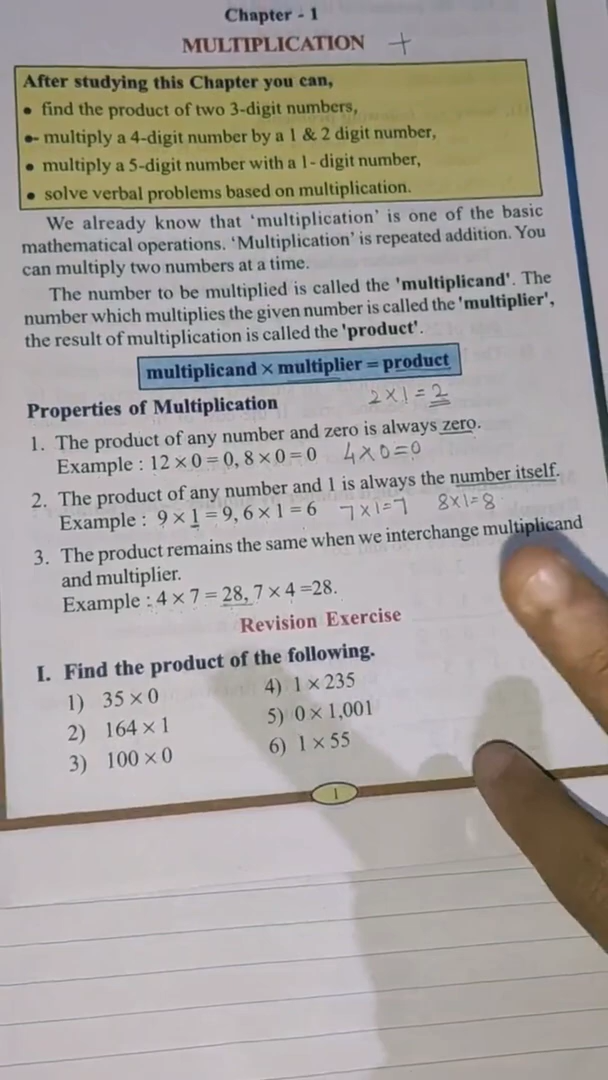 Chapter - 1
MULTIPLICATION +
After studying this Chapter you can,
• find the product of two 3-digit numbers,
• multiply a 4-digit number by a 1 & 2 digit number,
• multiply a 5-digit number with a 1- digit number,
• solve verbal problems based on multiplication.
We already know that 'multiplication' is one of the basic
mathematical operations. 'Multiplication' is repeated addition. You
can multiply two numbers at a time.
The number to be multiplied is called the 'multiplicand'. The
number which multiplies the given number is called the 'multiplier',
the result of multiplication is called the 'product'.
multiplicand × multiplier = product
Properties of Multiplication 2×1=2
1. The product of any number and zero is always zero.
Example : 12 × 0 = 0, 8 × 0 = 0 4×0=0
2. The product of any number and 1 is always the number itself.
Example : 9 × 1 = 9, 6 × 1 = 6 7×1=7 8×1=8
3. The product remains the same when we interchange multiplicand
and multiplier.
Example : 4 × 7 = 28, 7 × 4 =28.
Revision Exercise
I. Find the product of the following.
1) 35 × 0 4) 1 × 235
2) 164 × 1 5) 0 × 1,001
3) 100 × 0 6) 1 × 55
1